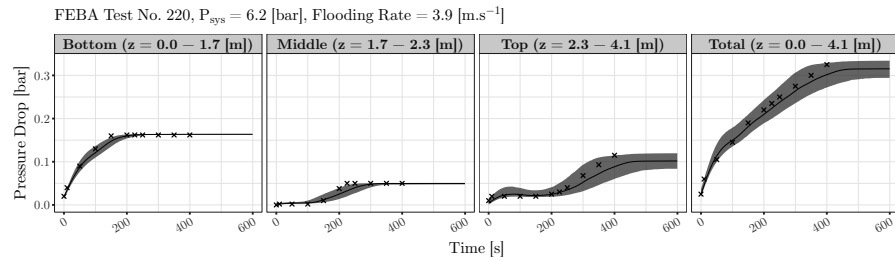 FEBA Test No. 220, P_sys = 6.2 [bar], Flooding Rate = 3.9 [m.s⁻¹]
Bottom (z = 0.0 − 1.7 [m]) Middle (z = 1.7 − 2.3 [m]) Top (z = 2.3 − 4.1 [m]) Total (z = 0.0 − 4.1 [m])
Pressure Drop [bar]
0.3
0.2
0.1
0.0
0 200 400 600 0 200 400 600 0 200 400 600 0 200 400 600
Time [s]